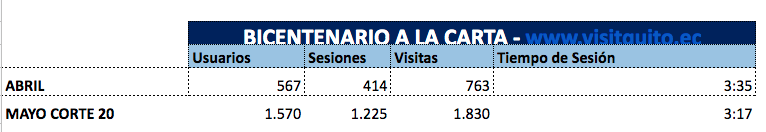 BICENTENARIO A LA CARTA - www.visitquito.ec
Usuarios Sesiones Visitas Tiempo de Sesión
ABRIL 567 414 763 3:35
MAYO CORTE 20 1.570 1.225 1.830 3:17